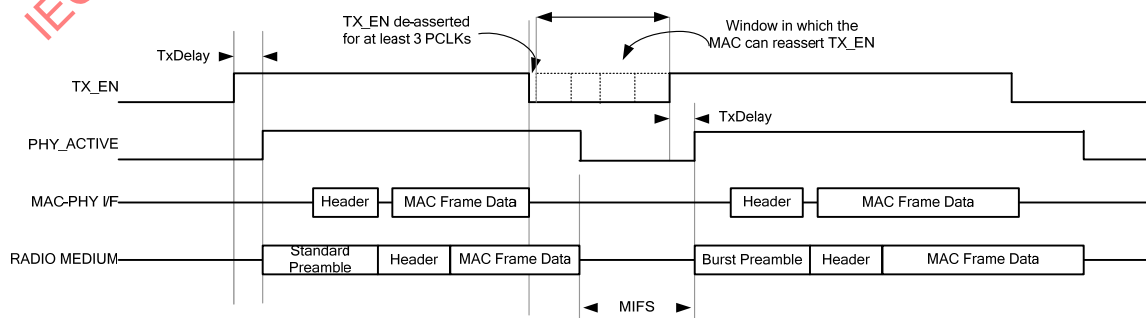 IEC
TX_EN de-asserted
for at least 3 PCLKs
Window in which the
MAC can reassert TX_EN
TxDelay
TX_EN
TxDelay
PHY_ACTIVE
MAC-PHY I/F
Header
MAC Frame Data
Header
MAC Frame Data
RADIO MEDIUM
Standard
Preamble
Header
MAC Frame Data
Burst Preamble
Header
MAC Frame Data
MIFS